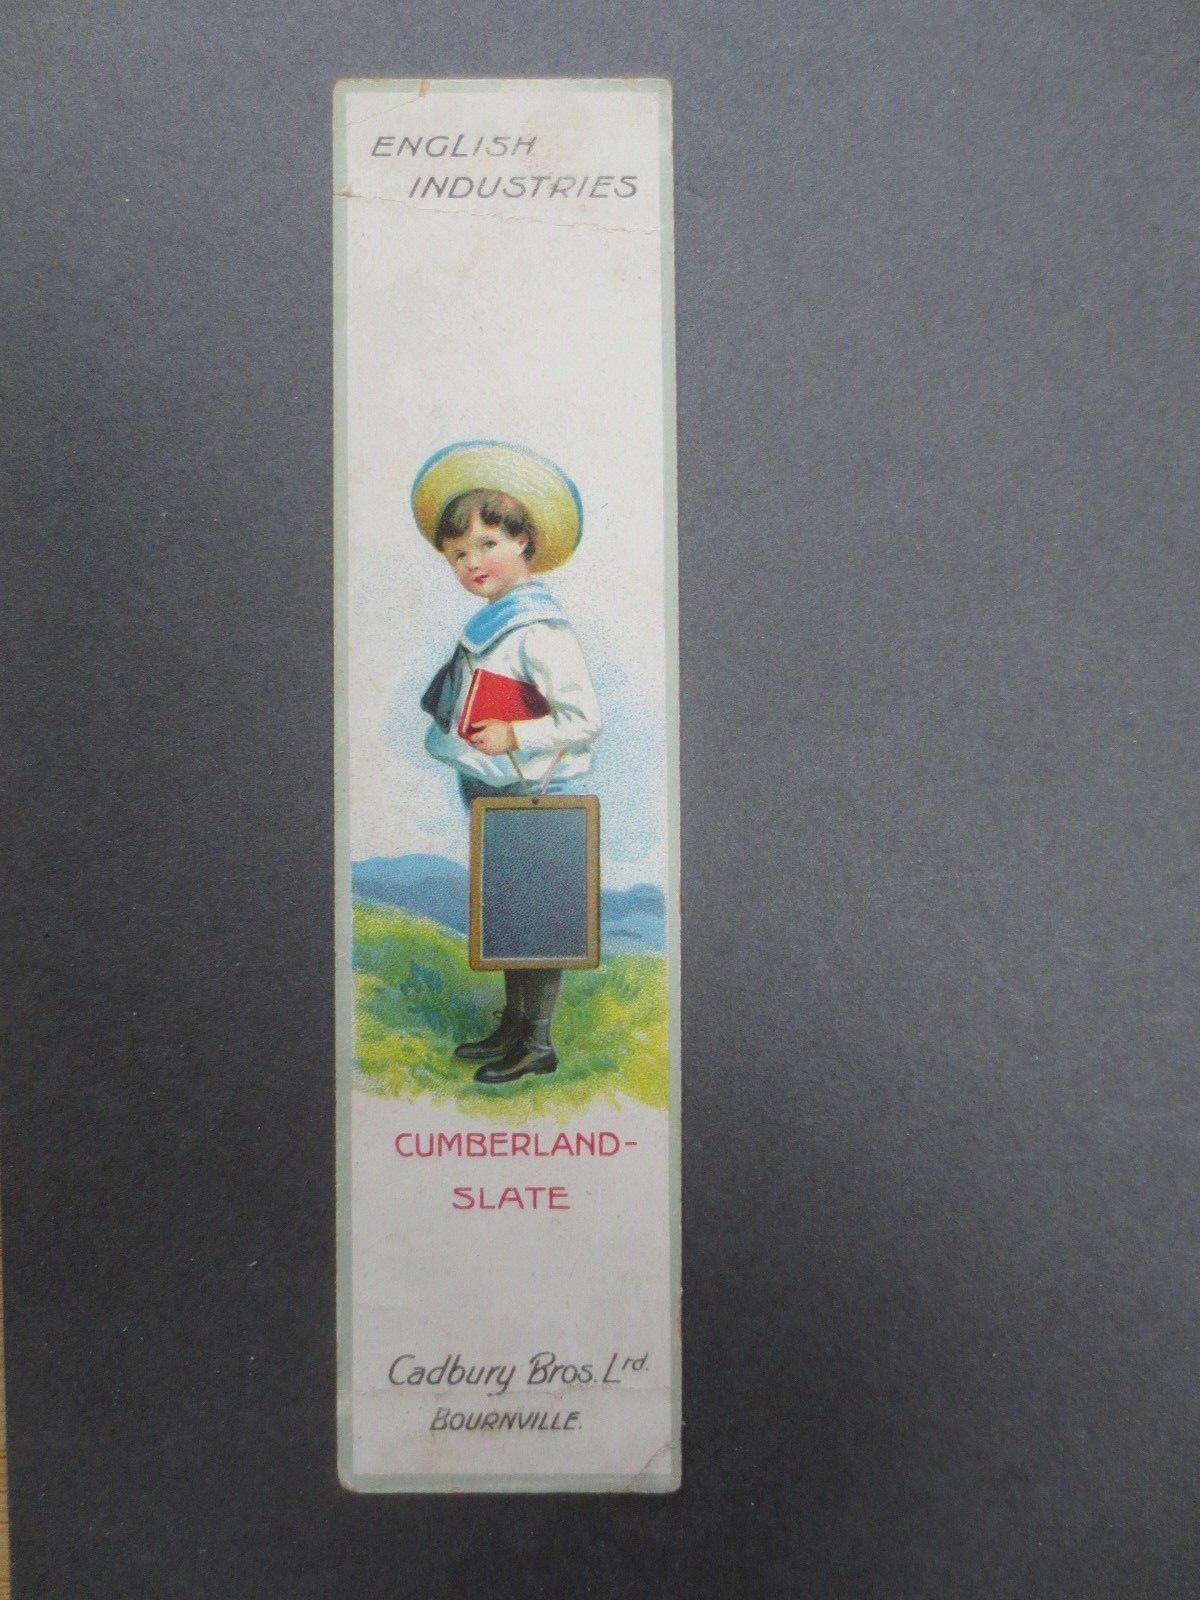 ENGLISH
INDUSTRIES
CUMBERLAND-
SLATE
Cadbury Bros. Lrd.
BOURNVILLE.